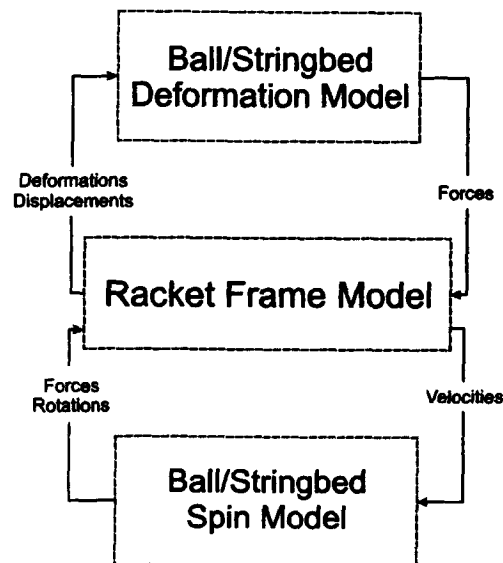 Ball/Stringbed
Deformation Model
Deformations
Displacements
Forces
Racket Frame Model
Forces
Rotations
Velocities
Ball/Stringbed
Spin Model